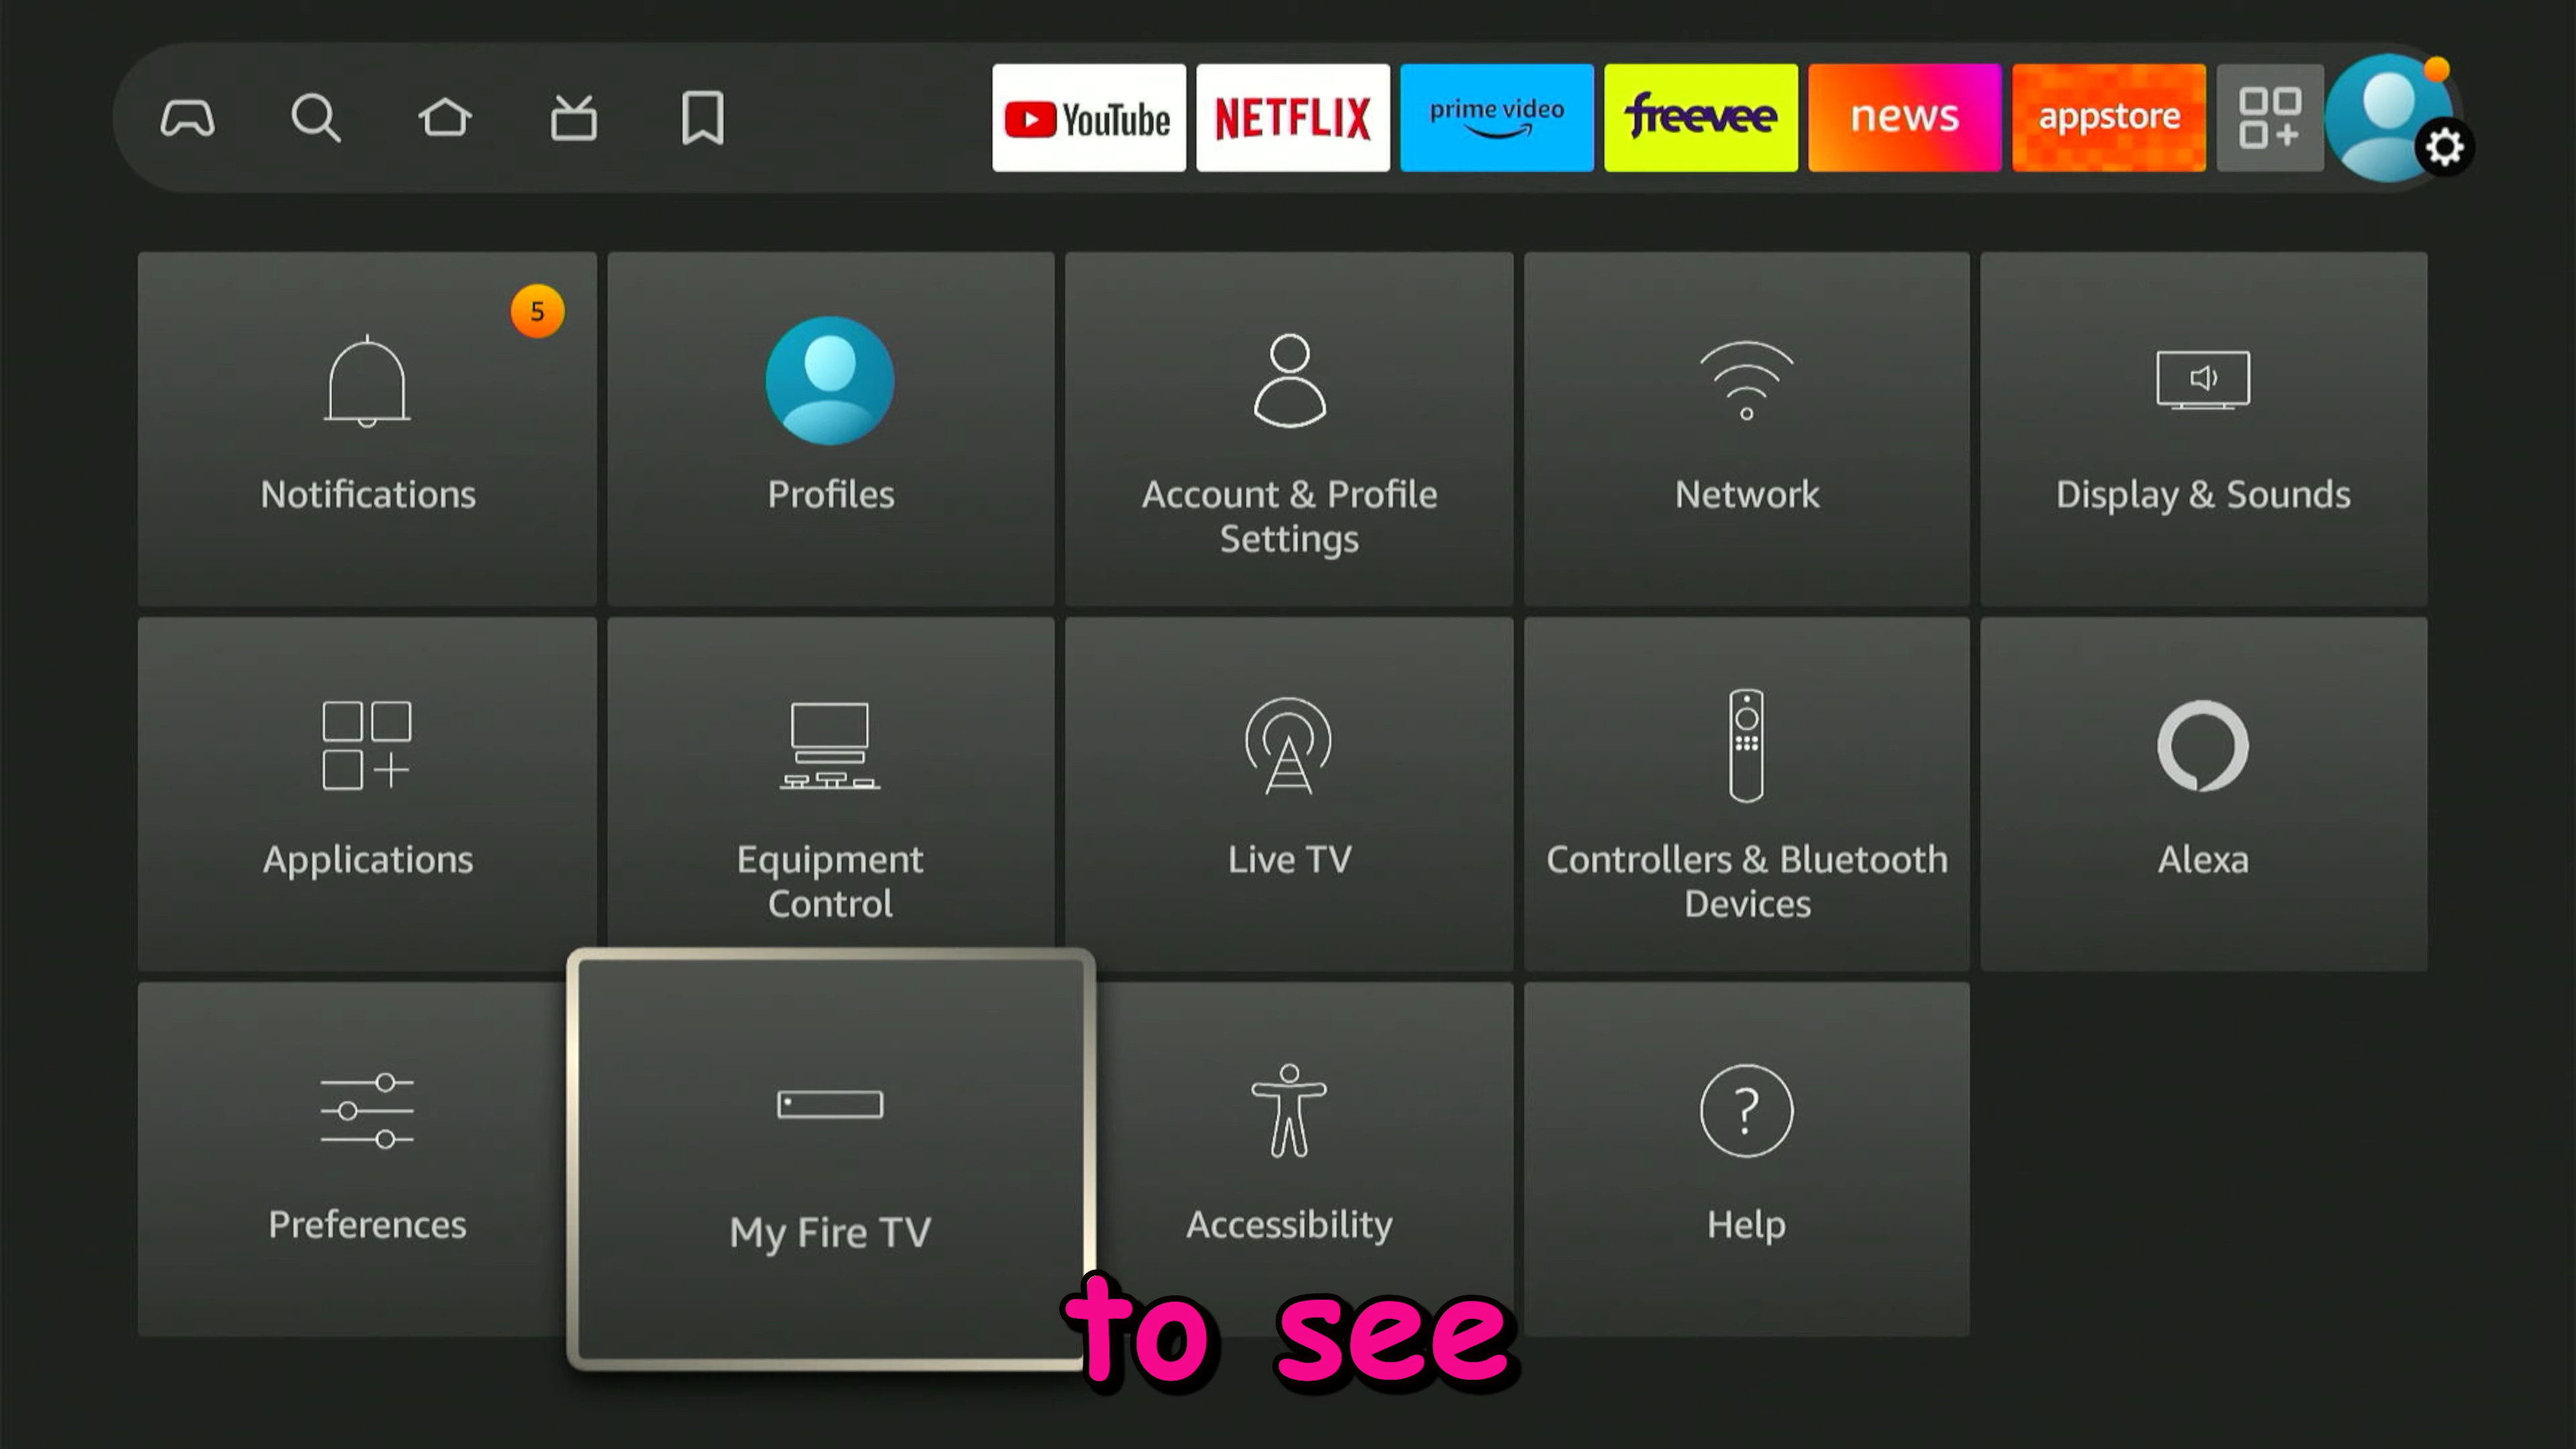 YouTube
NETFLIX
prime video
freevee
news
appstore
5
Notifications
Profiles
Account & Profile
Settings
Network
Display & Sounds
Applications
Equipment
Control
Live TV
Controllers & Bluetooth
Devices
Alexa
Preferences
My Fire TV
Accessibility
?
Help
to see